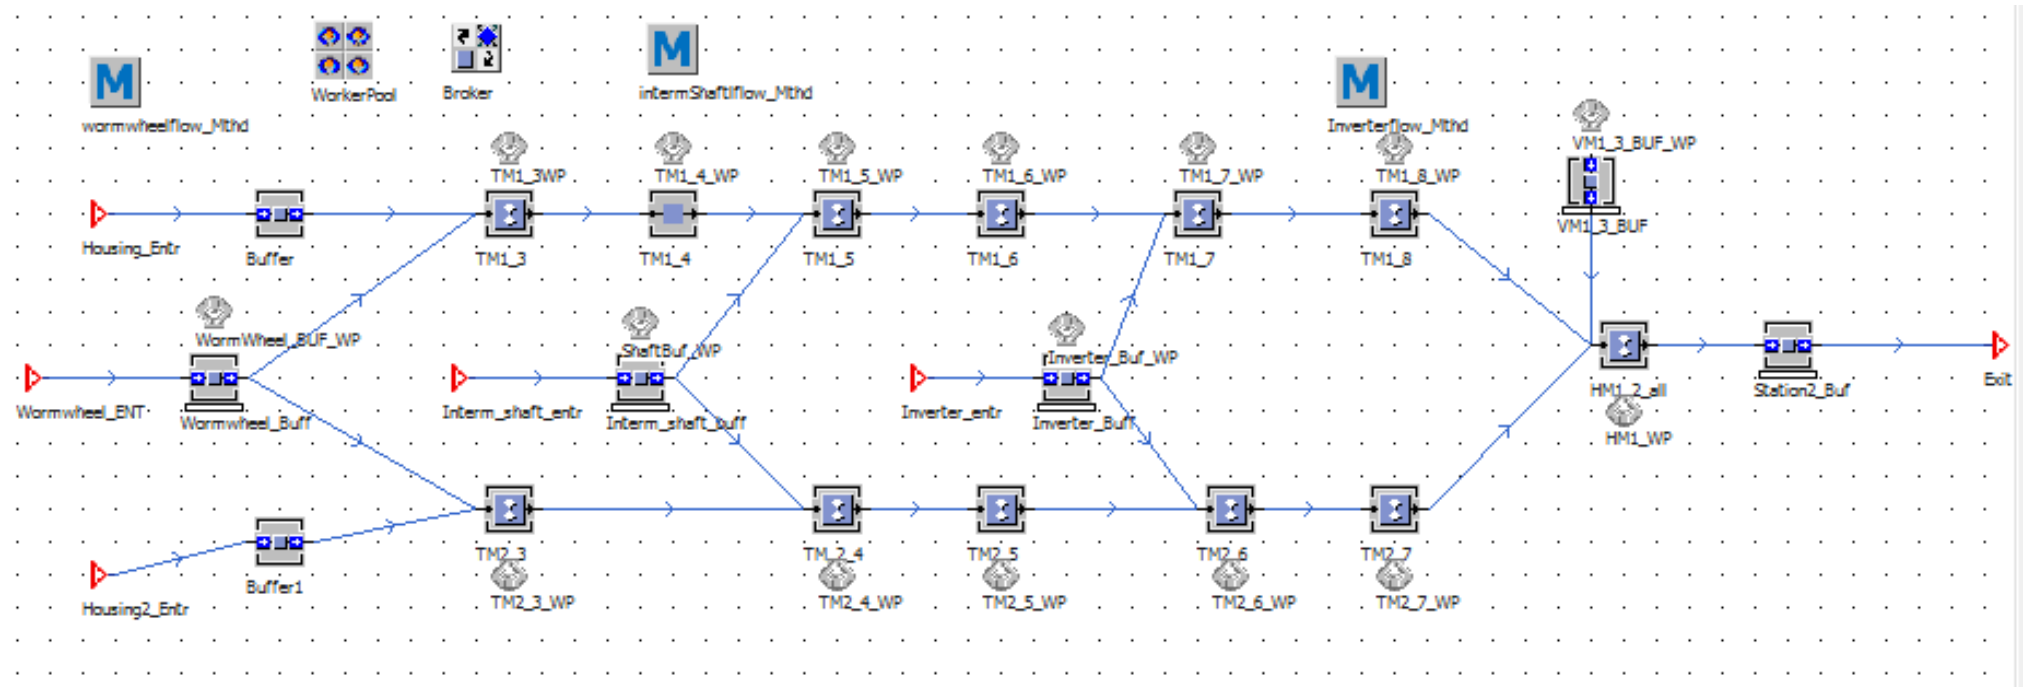 M
M
M
WorkerPool
Broker
intermShaftlflow_Mthd
wormwheelflow_Mthd
Inverterflow_Mthd
VM1_3_BUF_WP
TM1_3WP
TM1_4_WP
TM1_5_WP
TM1_6_WP
TM1_7_WP
TM1_8_WP
VM1_3_BUF
Housing_Entr
Buffer
TM1_3
TM1_4
TM1_5
TM1_6
TM1_7
TM1_8
WormWheel_BUF_WP
ShaftBuf_WP
Inverter_Buf_WP
Wormwheel_ENT
Wormwheel_Buff
Interm_shaft_entr
Interm_shaft_buff
Inverter_entr
Inverter_Buff
HM1_2_all
Station2_Buf
Exit
HM1_WP
TM2_3
TM_2_4
TM2_5
TM2_6
TM2_7
Buffer1
Housing2_Entr
TM2_3_WP
TM2_4_WP
TM2_5_WP
TM2_6_WP
TM2_7_WP